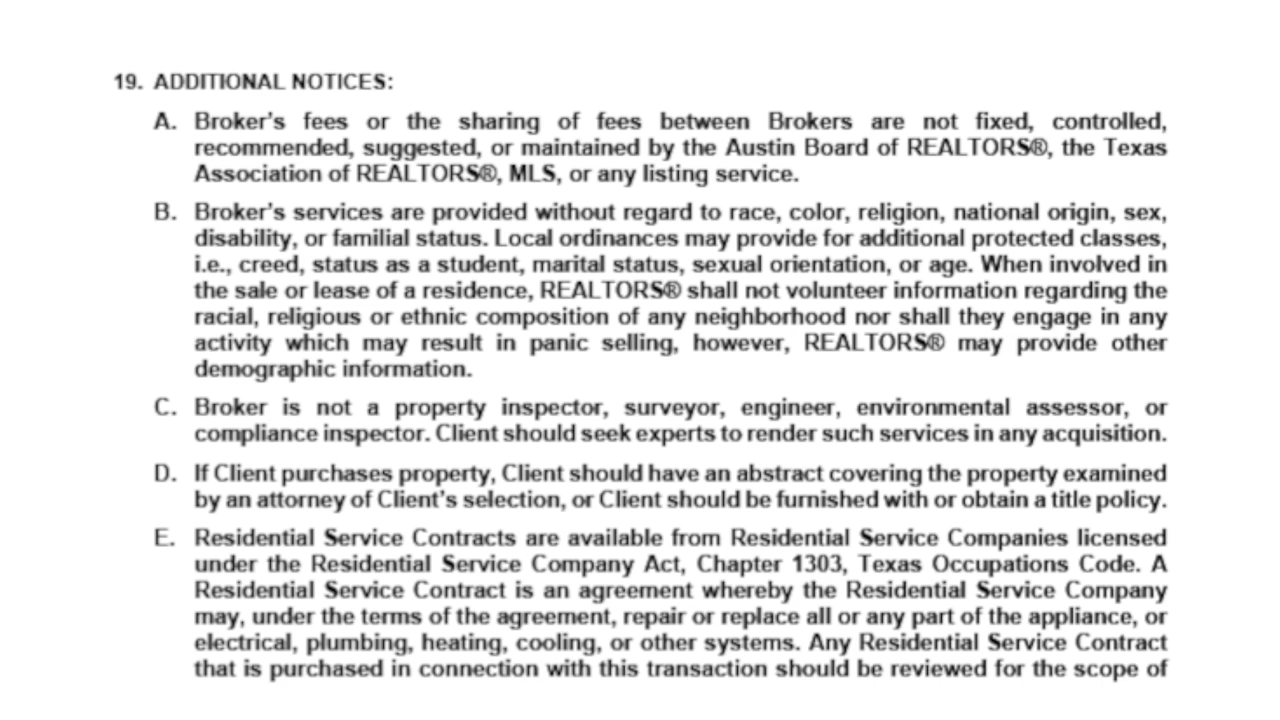 19. ADDITIONAL NOTICES:
A. Broker's fees or the sharing of fees between Brokers are not fixed, controlled,
recommended, suggested, or maintained by the Austin Board of REALTORS®, the Texas
Association of REALTORS®, MLS, or any listing service.
B. Broker's services are provided without regard to race, color, religion, national origin, sex,
disability, or familial status. Local ordinances may provide for additional protected classes,
i.e., creed, status as a student, marital status, sexual orientation, or age. When involved in
the sale or lease of a residence, REALTORS® shall not volunteer information regarding the
racial, religious or ethnic composition of any neighborhood nor shall they engage in any
activity which may result in panic selling, however, REALTORS® may provide other
demographic information.
C. Broker is not a property inspector, surveyor, engineer, environmental assessor, or
compliance inspector. Client should seek experts to render such services in any acquisition.
D. If Client purchases property, Client should have an abstract covering the property examined
by an attorney of Client's selection, or Client should be furnished with or obtain a title policy.
E. Residential Service Contracts are available from Residential Service Companies licensed
under the Residential Service Company Act, Chapter 1303, Texas Occupations Code. A
Residential Service Contract is an agreement whereby the Residential Service Company
may, under the terms of the agreement, repair or replace all or any part of the appliance, or
electrical, plumbing, heating, cooling, or other systems. Any Residential Service Contract
that is purchased in connection with this transaction should be reviewed for the scope of